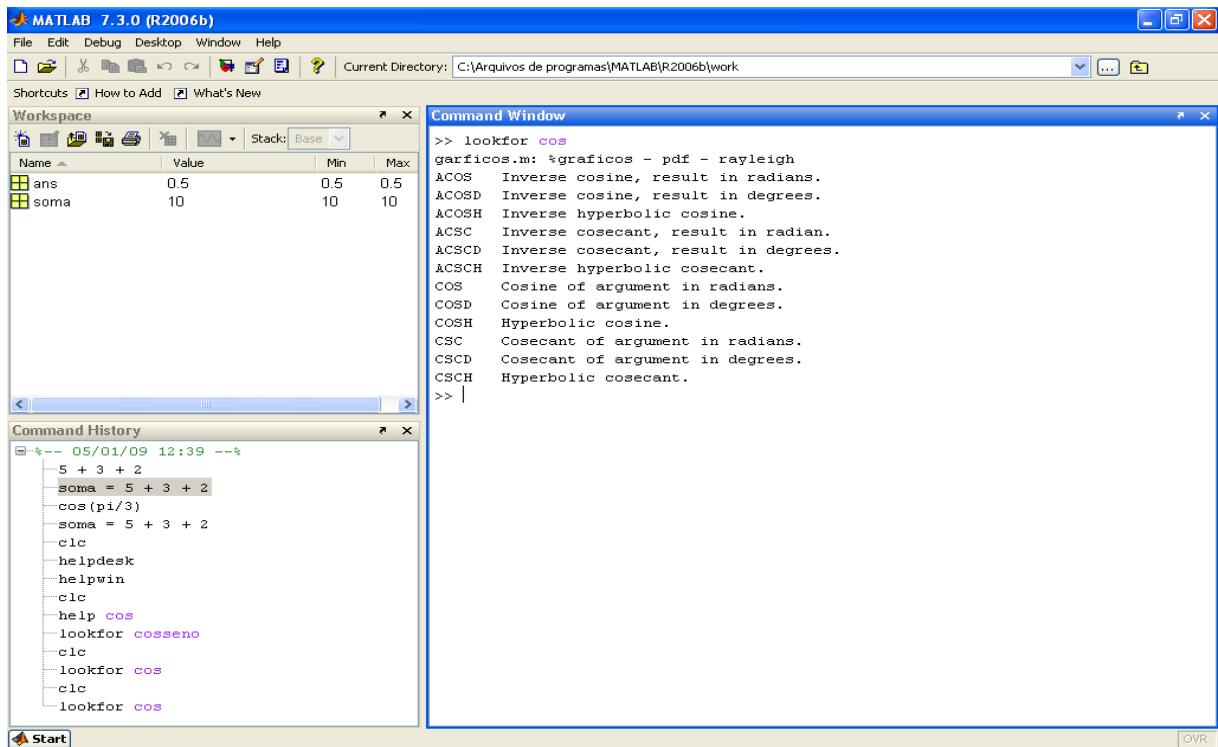 MATLAB 7.3.0 (R2006b)
File Edit Debug Desktop Window Help
Current Directory: C:\Arquivos de programas\MATLAB\R2006b\work
Shortcuts How to Add What's New
Workspace
Stack: Base
Name Value Min Max
ans 0.5 0.5 0.5
soma 10 10 10
Command History
%-- 05/01/09 12:39 --%
5 + 3 + 2
soma = 5 + 3 + 2
cos(pi/3)
soma = 5 + 3 + 2
clc
helpdesk
helpwin
clc
help cos
lookfor cosseno
clc
lookfor cos
clc
lookfor cos
Command Window
>> lookfor cos
garficos.m: %graficos - pdf - rayleigh
ACOS Inverse cosine, result in radians.
ACOSD Inverse cosine, result in degrees.
ACOSH Inverse hyperbolic cosine.
ACSC Inverse cosecant, result in radian.
ACSCD Inverse cosecant, result in degrees.
ACSCH Inverse hyperbolic cosecant.
COS Cosine of argument in radians.
COSD Cosine of argument in degrees.
COSH Hyperbolic cosine.
CSC Cosecant of argument in radians.
CSCD Cosecant of argument in degrees.
CSCH Hyperbolic cosecant.
>>
Start
OVR